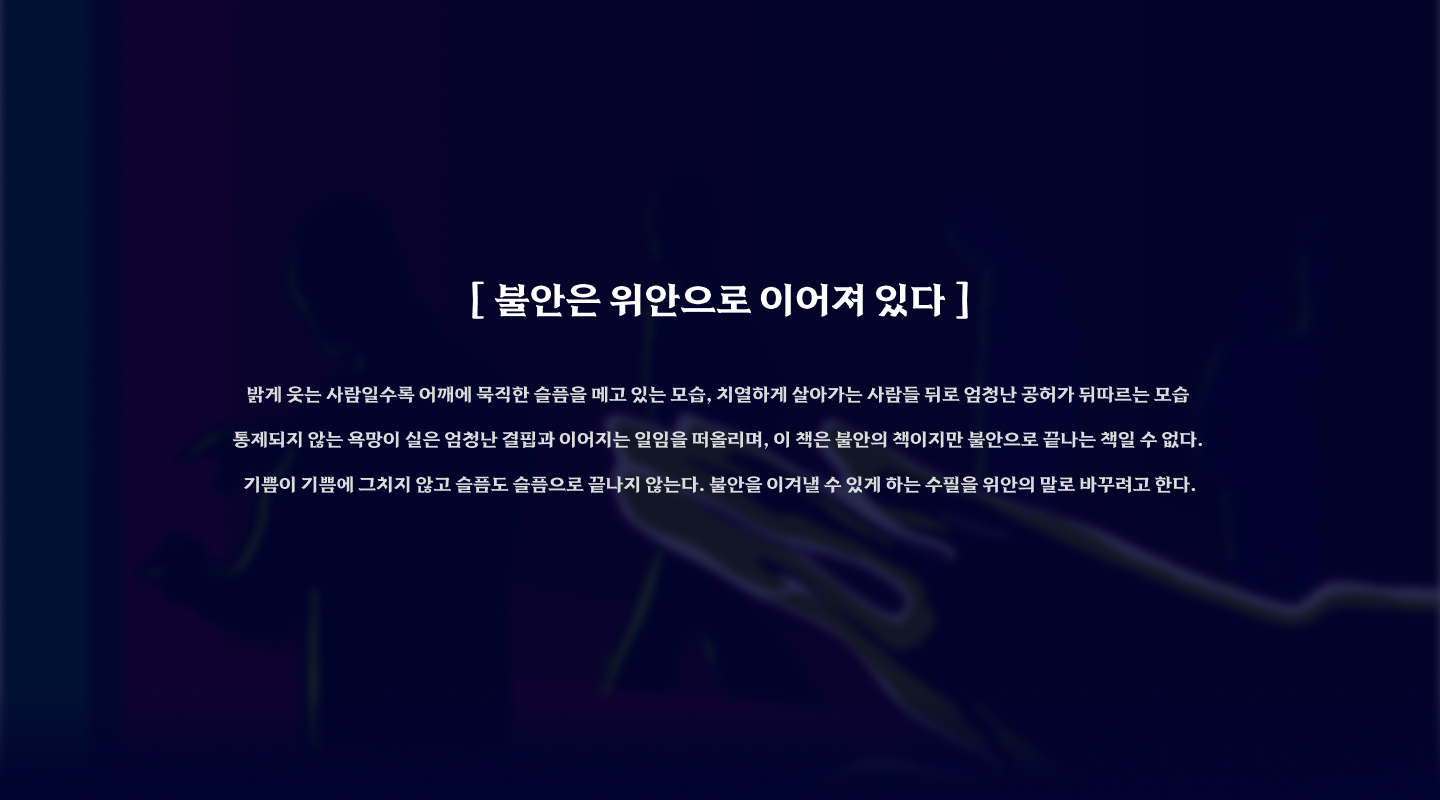 [ 불안은 위안으로 이어져 있다 ]
밝게 웃는 사람일수록 어깨에 묵직한 슬픔을 메고 있는 모습, 치열하게 살아가는 사람들 뒤로 엄청난 공허가 뒤따르는 모습
통제되지 않는 욕망이 실은 엄청난 결핍과 이어지는 일임을 떠올리며, 이 책은 불안의 책이지만 불안으로 끝나는 책일 수 없다.
기쁨이 기쁨에 그치지 않고 슬픔도 슬픔으로 끝나지 않는다. 불안을 이겨낼 수 있게 하는 수필을 위안의 말로 바꾸려고 한다.